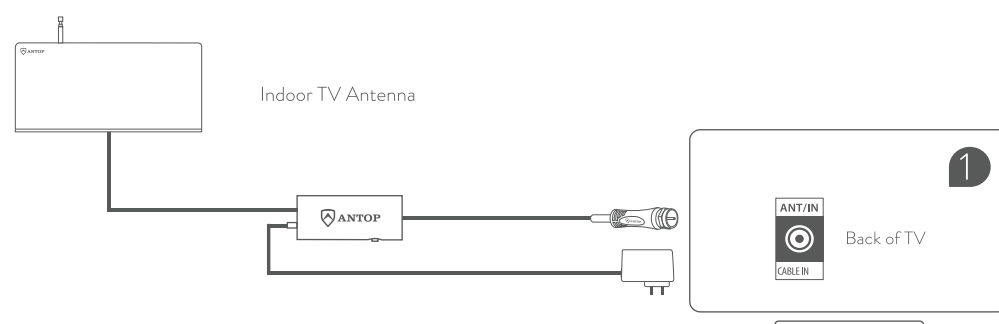 ANTOP
Indoor TV Antenna
1
ANT/IN
ANTOP
Back of TV
CABLE IN